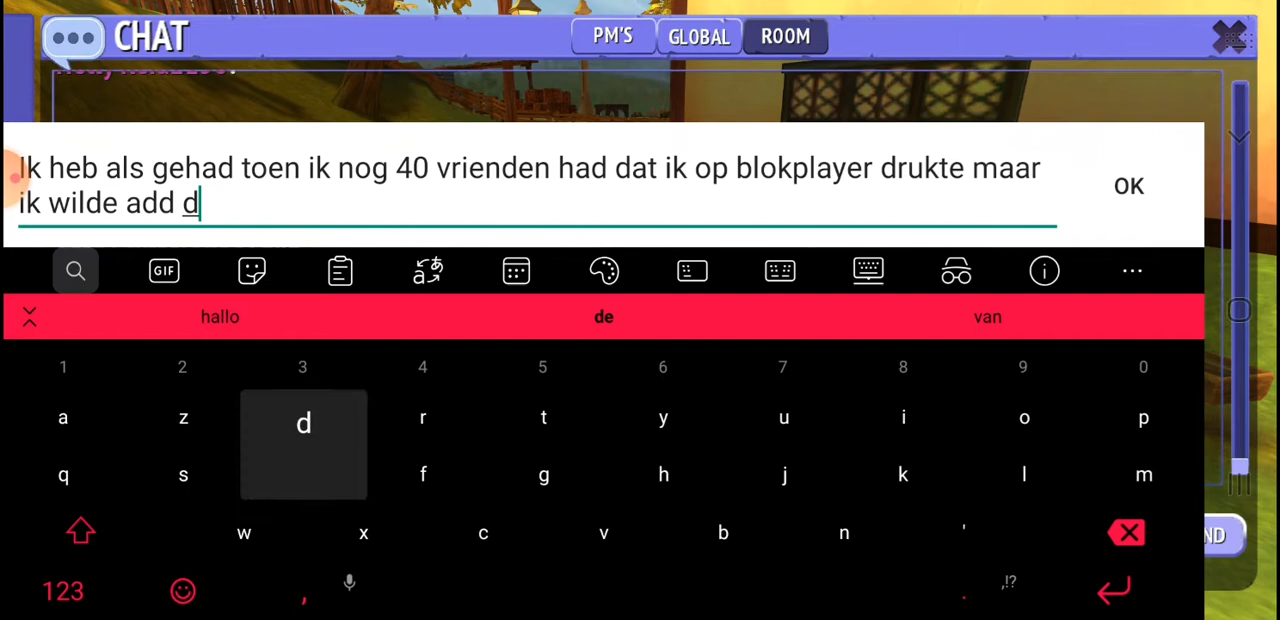 CHAT
PM'S GLOBAL ROOM
Ik heb als gehad toen ik nog 40 vrienden had dat ik op blokplayer drukte maar
ik wilde add d
OK
GIF
hallo de van
1 2 3 4 5 6 7 8 9 0
a z d r t y u i o p
q s f g h j k l m
w x c v b n '
ND
123 , . ,!?